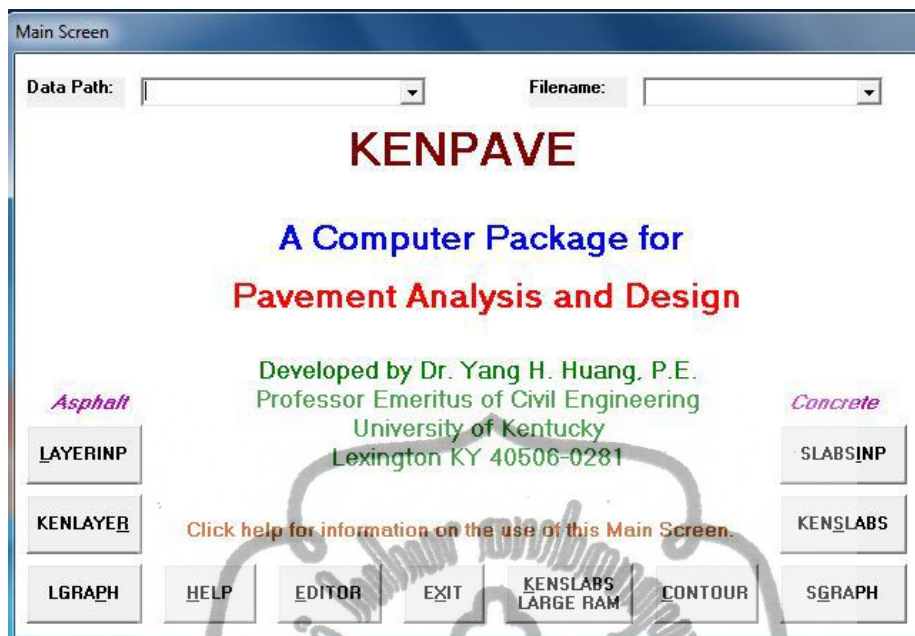 Main Screen
Data Path: Filename:
KENPAVE
A Computer Package for
Pavement Analysis and Design
Developed by Dr. Yang H. Huang, P.E.
Professor Emeritus of Civil Engineering
University of Kentucky
Lexington KY 40506-0281
Asphalt
Concrete
LAYERINP
SLABSINP
KENLAYER
KENSLABS
Click help for information on the use of this Main Screen.
LGRAPH
HELP
EDITOR
EXIT
KENSLABS
LARGE RAM
CONTOUR
SGRAPH